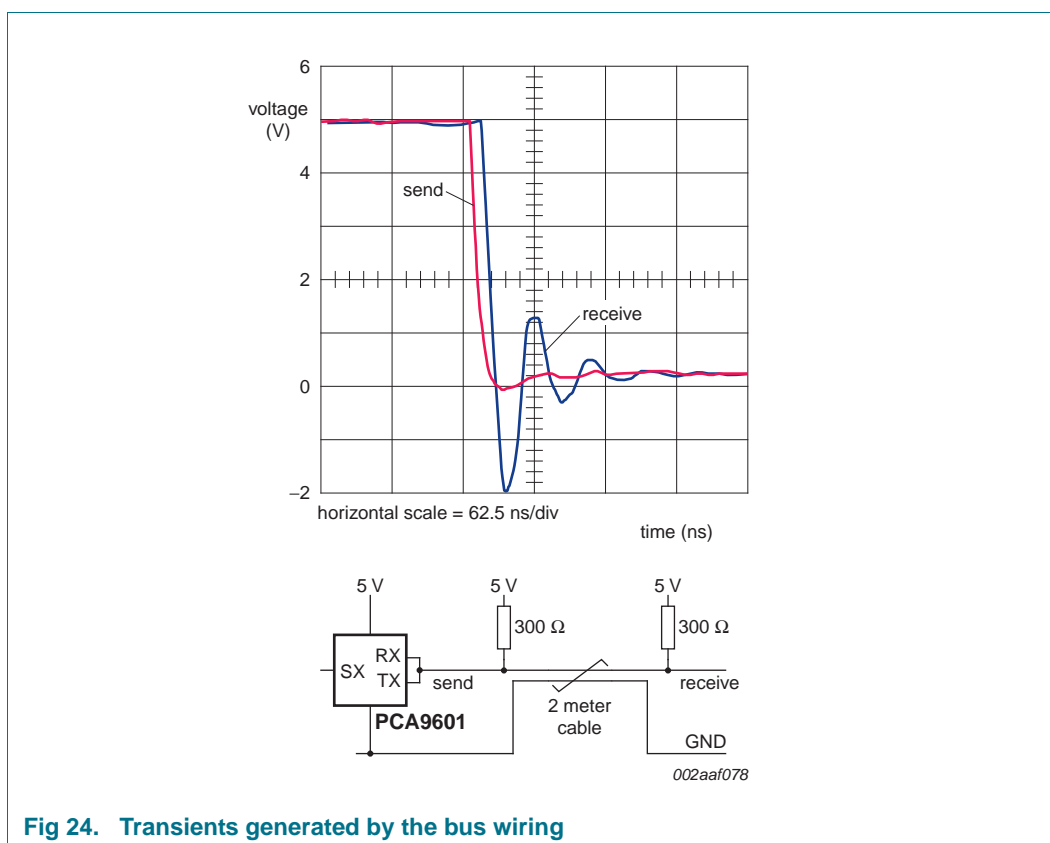 6
voltage
(V)
4
send
2
receive
0
−2
horizontal scale = 62.5 ns/div
time (ns)
5 V
5 V
5 V
300 Ω
300 Ω
RX
SX
TX
send
receive
2 meter
cable
PCA9601
GND
002aaf078
Fig 24. Transients generated by the bus wiring